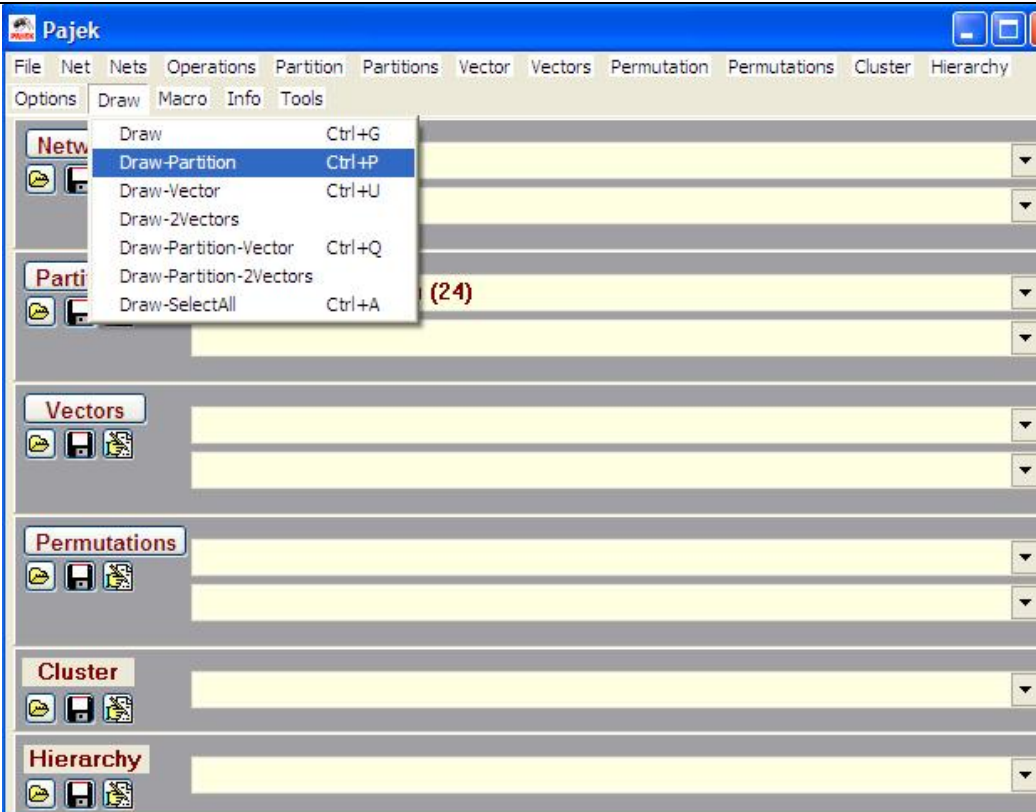 Pajek
File Net Nets Operations Partition Partitions Vector Vectors Permutation Permutations Cluster Hierarchy
Options Draw Macro Info Tools
Draw Ctrl+G
Draw-Partition Ctrl+P
Draw-Vector Ctrl+U
Draw-2Vectors
Draw-Partition-Vector Ctrl+Q
Draw-Partition-2Vectors
Draw-SelectAll Ctrl+A
Netw
Parti
(24)
Vectors
Permutations
Cluster
Hierarchy